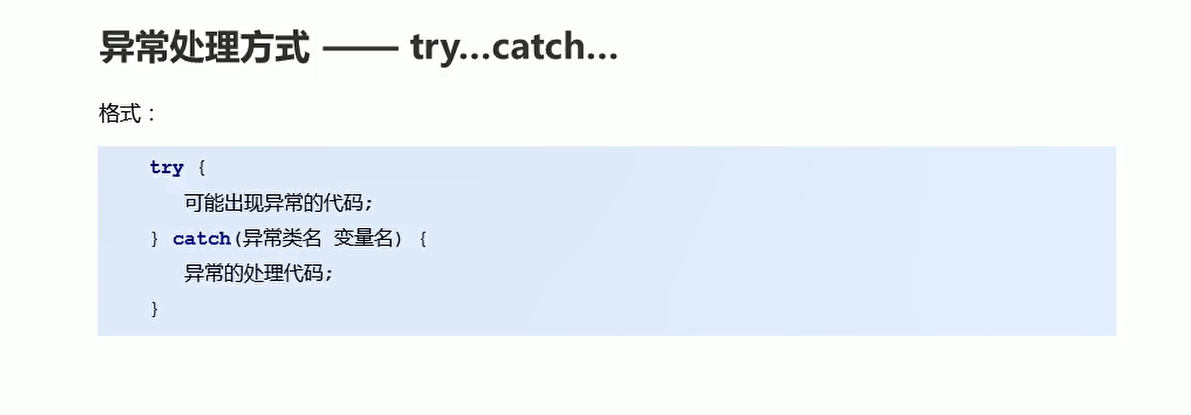 异常处理方式 —— try...catch...
格式：
try {
可能出现异常的代码;
} catch(异常类名 变量名) {
异常的处理代码;
}